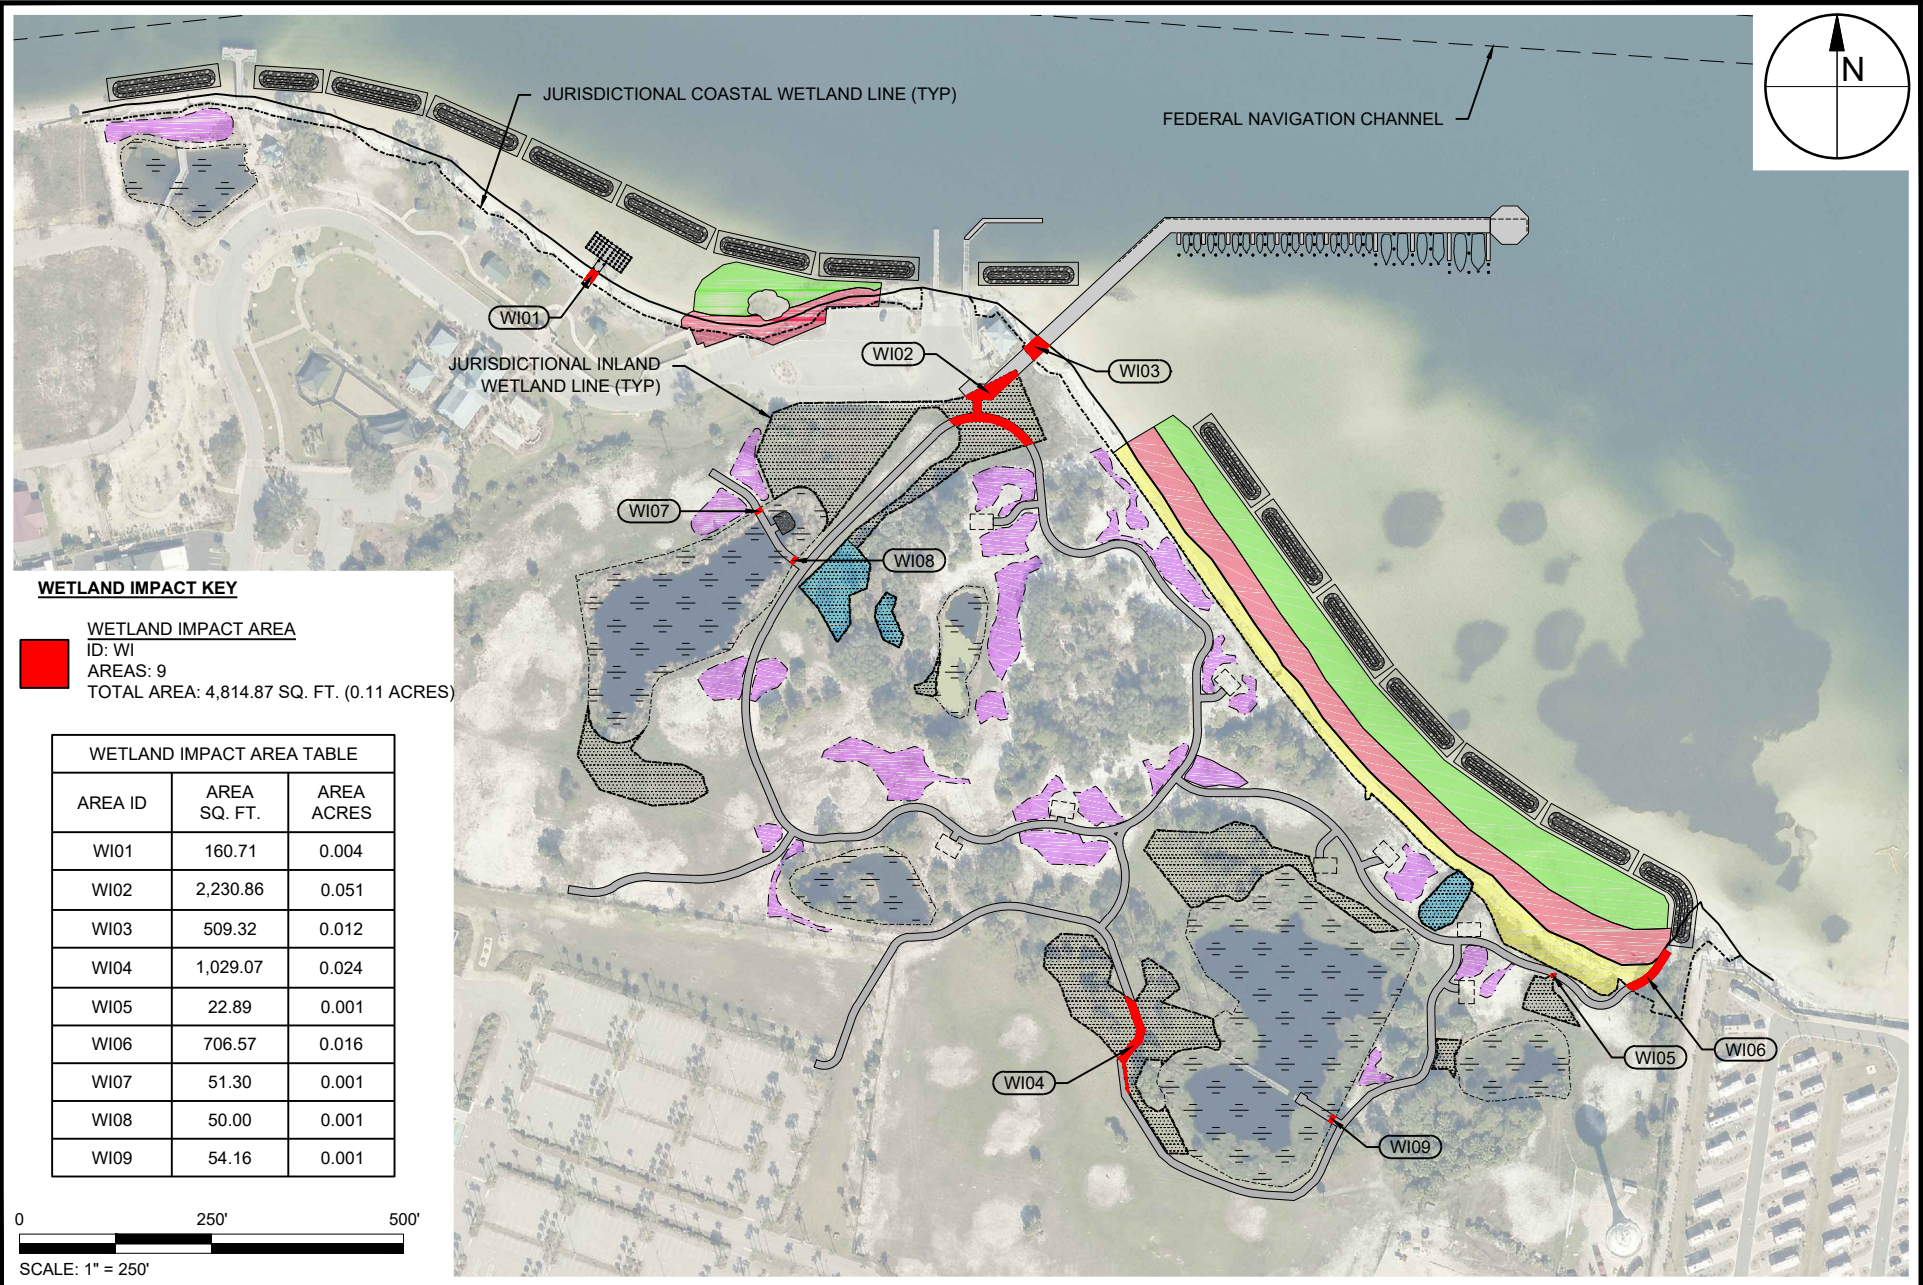 JURISDICTIONAL COASTAL WETLAND LINE (TYP)
FEDERAL NAVIGATION CHANNEL
N
WI01
JURISDICTIONAL INLAND
WETLAND LINE (TYP)
WI02
WI03
WI07
WI08
WI04
WI05
WI06
WI09
WETLAND IMPACT KEY
WETLAND IMPACT AREA
ID: WI
AREAS: 9
TOTAL AREA: 4,814.87 SQ. FT. (0.11 ACRES)
WETLAND IMPACT AREA TABLE
AREA ID AREA SQ. FT. AREA ACRES
WI01 160.71 0.004
WI02 2,230.86 0.051
WI03 509.32 0.012
WI04 1,029.07 0.024
WI05 22.89 0.001
WI06 706.57 0.016
WI07 51.30 0.001
WI08 50.00 0.001
WI09 54.16 0.001
0 250' 500'
SCALE: 1" = 250'